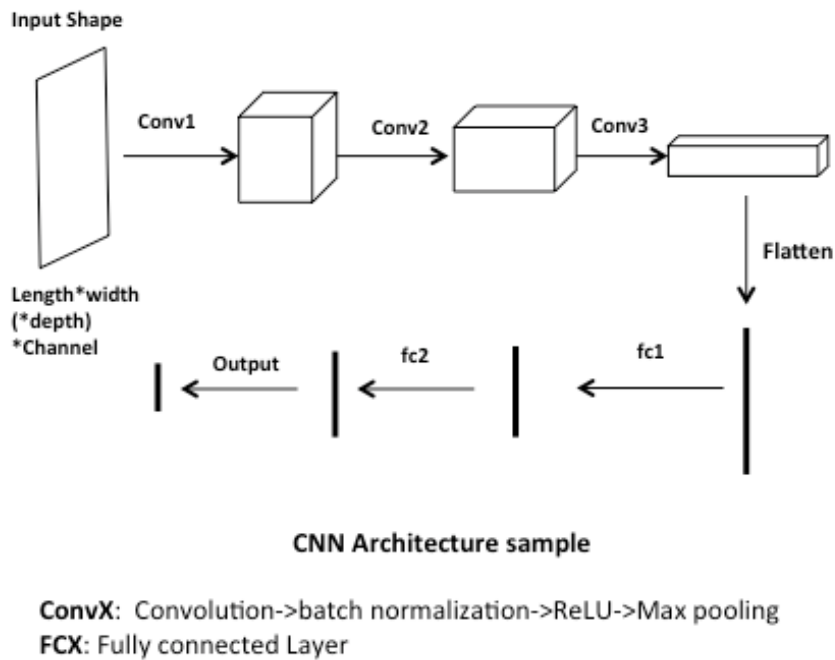 Input Shape
Conv1
Conv2
Conv3
Flatten
Length*width
(*depth)
*Channel
Output
fc2
fc1
CNN Architecture sample
ConvX: Convolution->batch normalization->ReLU->Max pooling
FCX: Fully connected Layer